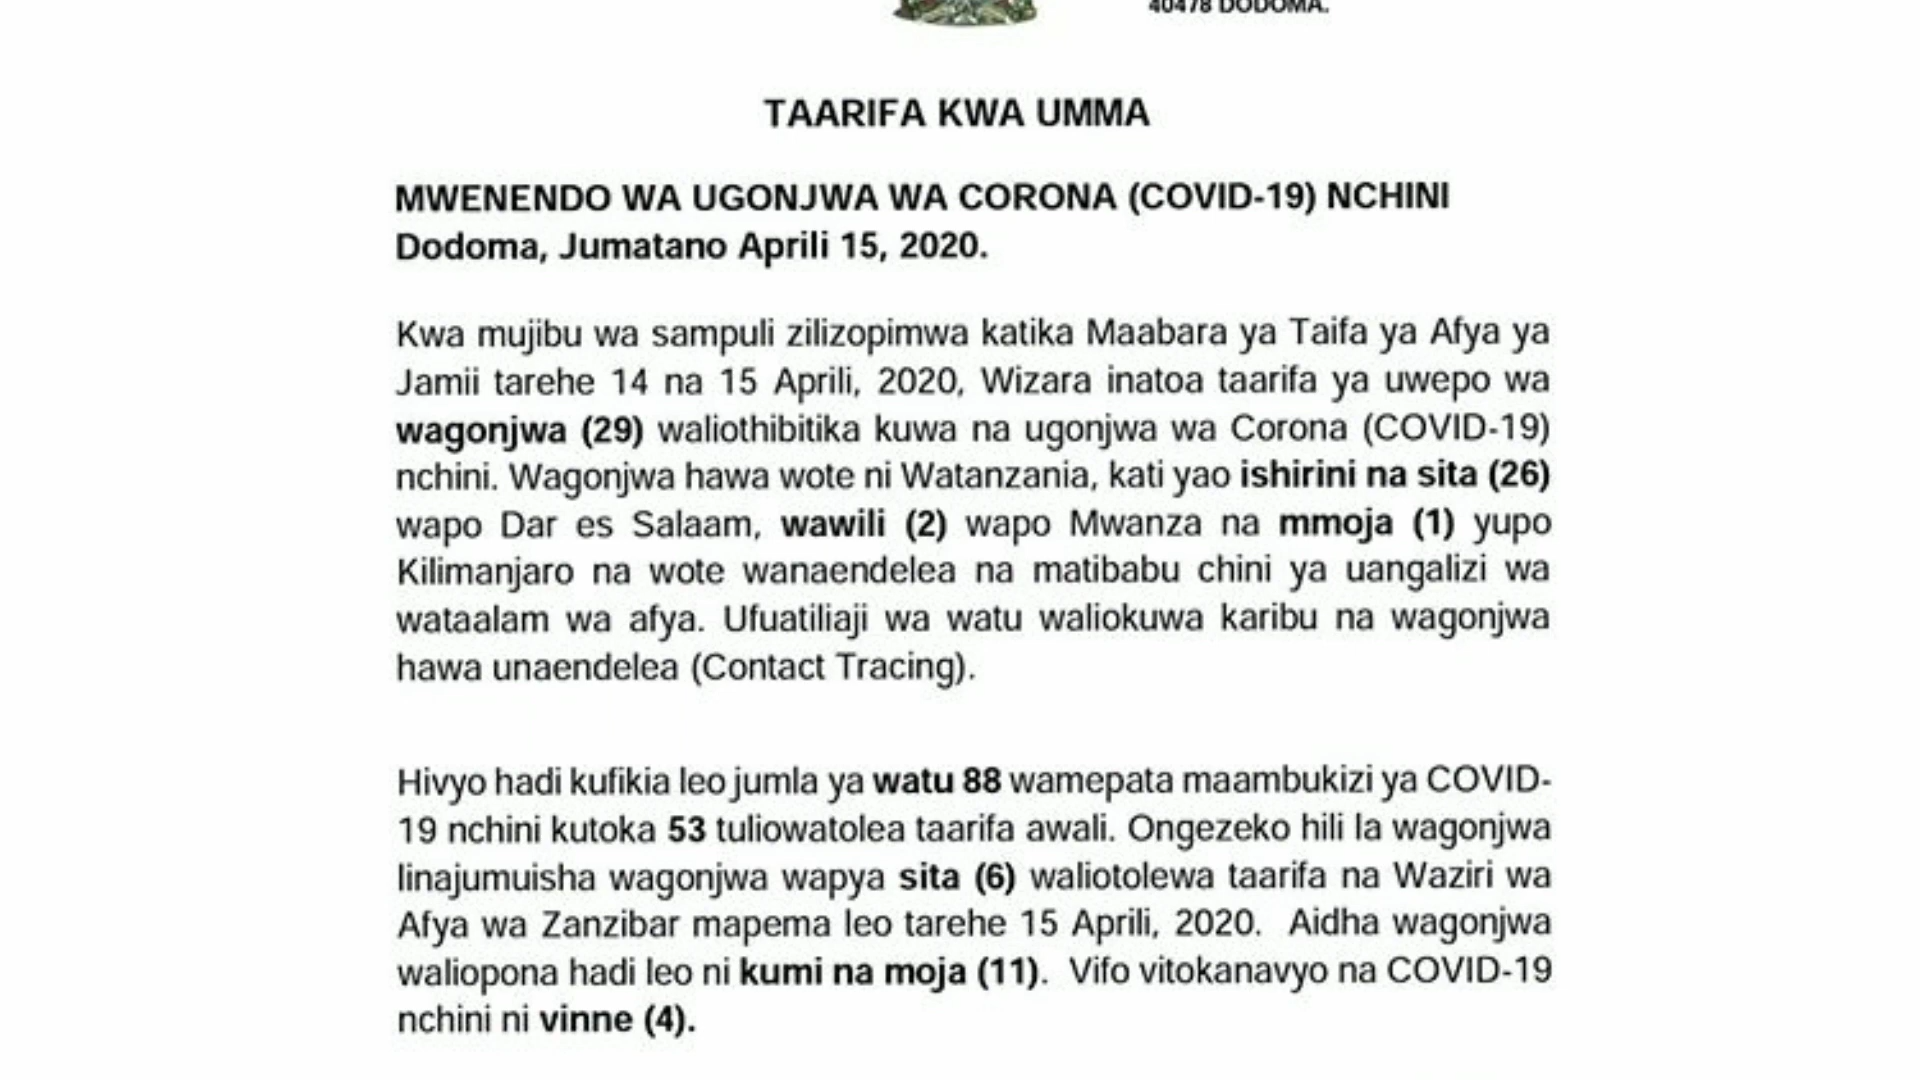 40478 DODOMA.
TAARIFA KWA UMMA
MWENENDO WA UGONJWA WA CORONA (COVID-19) NCHINI
Dodoma, Jumatano Aprili 15, 2020.
Kwa mujibu wa sampuli zilizopimwa katika Maabara ya Taifa ya Afya ya
Jamii tarehe 14 na 15 Aprili, 2020, Wizara inatoa taarifa ya uwepo wa
wagonjwa (29) waliothibitika kuwa na ugonjwa wa Corona (COVID-19)
nchini. Wagonjwa hawa wote ni Watanzania, kati yao ishirini na sita (26)
wapo Dar es Salaam, wawili (2) wapo Mwanza na mmoja (1) yupo
Kilimanjaro na wote wanaendelea na matibabu chini ya uangalizi wa
wataalam wa afya. Ufuatiliaji wa watu waliokuwa karibu na wagonjwa
hawa unaendelea (Contact Tracing).
Hivyo hadi kufikia leo jumla ya watu 88 wamepata maambukizi ya COVID-
19 nchini kutoka 53 tuliowatolea taarifa awali. Ongezeko hili la wagonjwa
linajumuisha wagonjwa wapya sita (6) waliotolewa taarifa na Waziri wa
Afya wa Zanzibar mapema leo tarehe 15 Aprili, 2020. Aidha wagonjwa
waliopona hadi leo ni kumi na moja (11). Vifo vitokanavyo na COVID-19
nchini ni vinne (4).